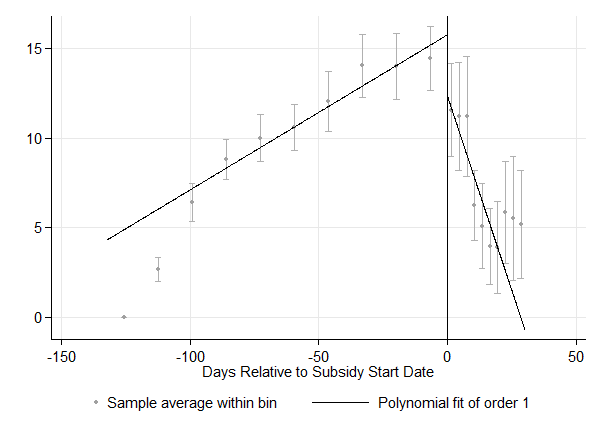 15
10
5
0
-150 -100 -50 0 50
Days Relative to Subsidy Start Date
Sample average within bin Polynomial fit of order 1